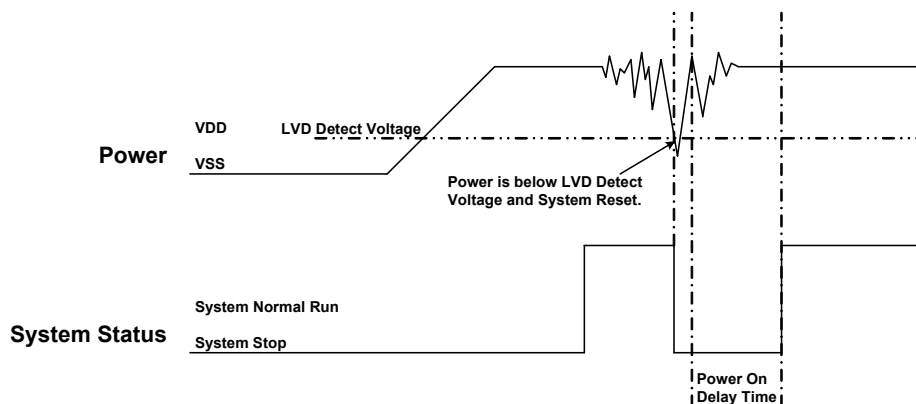 VDD
LVD Detect Voltage
Power
VSS
Power is below LVD Detect
Voltage and System Reset.
System Normal Run
System Status
System Stop
Power On
Delay Time